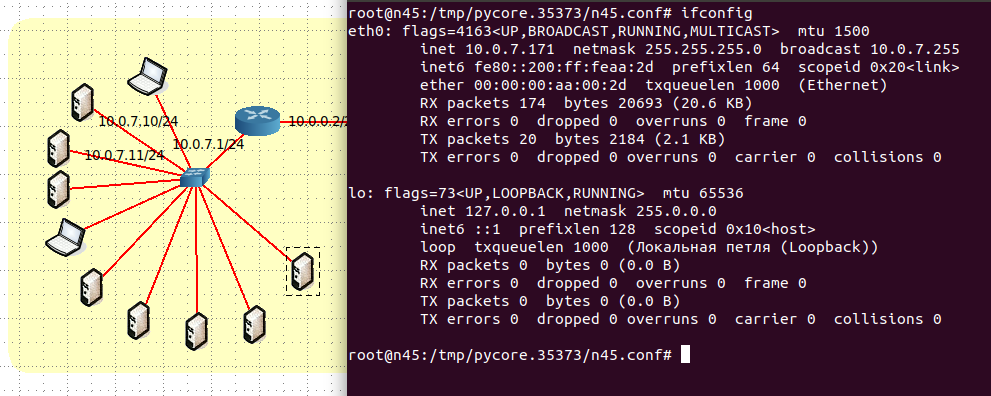 10.0.7.10/24
10.0.0.2/
10.0.7.1/24
10.0.7.11/24
root@n45:/tmp/pycore.35373/n45.conf# ifconfig
eth0: flags=4163<UP,BROADCAST,RUNNING,MULTICAST>  mtu 1500
        inet 10.0.7.171  netmask 255.255.255.0  broadcast 10.0.7.255
        inet6 fe80::200:ff:feaa:2d  prefixlen 64  scopeid 0x20<link>
        ether 00:00:00:aa:00:2d  txqueuelen 1000  (Ethernet)
        RX packets 174  bytes 20693 (20.6 KB)
        RX errors 0  dropped 0  overruns 0  frame 0
        TX packets 20  bytes 2184 (2.1 KB)
        TX errors 0  dropped 0 overruns 0  carrier 0  collisions 0
lo: flags=73<UP,LOOPBACK,RUNNING>  mtu 65536
        inet 127.0.0.1  netmask 255.0.0.0
        inet6 ::1  prefixlen 128  scopeid 0x10<host>
        loop  txqueuelen 1000  (Локальная петля (Loopback))
        RX packets 0  bytes 0 (0.0 B)
        RX errors 0  dropped 0  overruns 0  frame 0
        TX packets 0  bytes 0 (0.0 B)
        TX errors 0  dropped 0 overruns 0  carrier 0  collisions 0
root@n45:/tmp/pycore.35373/n45.conf#